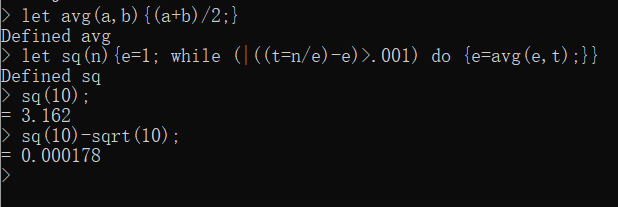 > let avg(a,b){(a+b)/2;}
Defined avg
> let sq(n){e=1; while (|((t=n/e)-e)>.001) do {e=avg(e,t);}}
Defined sq
> sq(10);
= 3.162
> sq(10)-sqrt(10);
= 0.000178
>